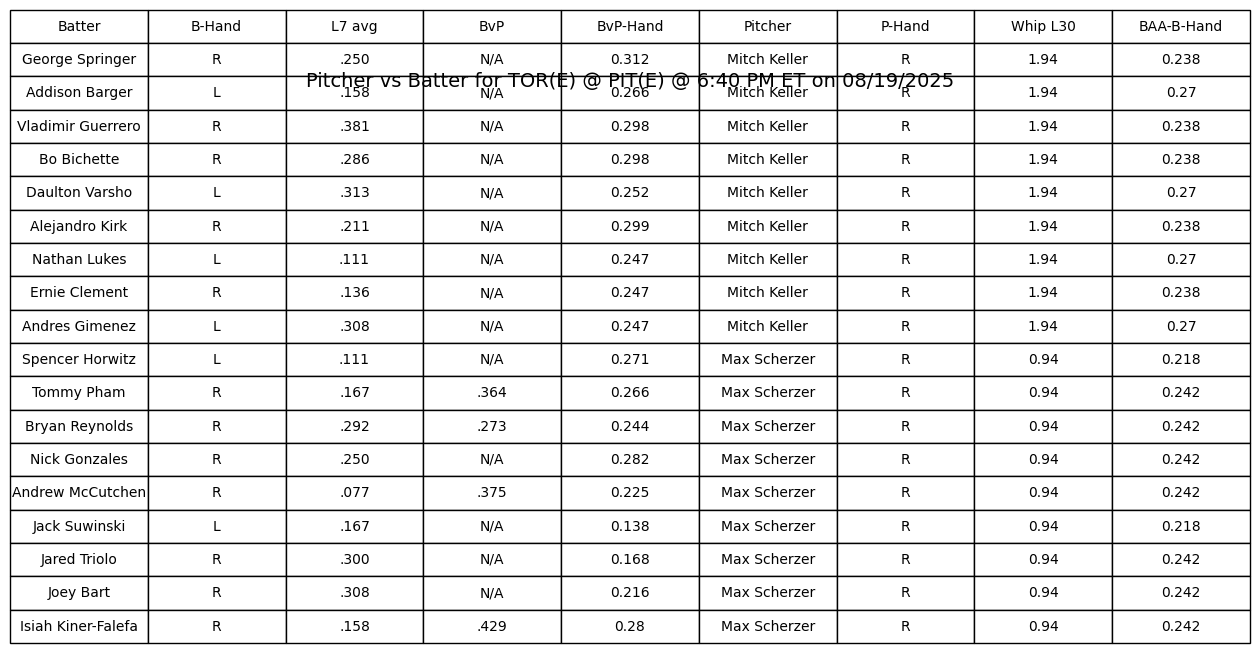 Batter B-Hand L7 avg BvP BvP-Hand Pitcher P-Hand Whip L30 BAA-B-Hand
George Springer R .250 N/A 0.312 Mitch Keller R 1.94 0.238
Pitcher vs Batter for TOR(E) @ PIT(E) @ 6:40 PM ET on 08/19/2025
Addison Barger L .158 N/A 0.266 Mitch Keller R 1.94 0.27
Vladimir Guerrero R .381 N/A 0.298 Mitch Keller R 1.94 0.238
Bo Bichette R .286 N/A 0.298 Mitch Keller R 1.94 0.238
Daulton Varsho L .313 N/A 0.252 Mitch Keller R 1.94 0.27
Alejandro Kirk R .211 N/A 0.299 Mitch Keller R 1.94 0.238
Nathan Lukes L .111 N/A 0.247 Mitch Keller R 1.94 0.27
Ernie Clement R .136 N/A 0.247 Mitch Keller R 1.94 0.238
Andres Gimenez L .308 N/A 0.247 Mitch Keller R 1.94 0.27
Spencer Horwitz L .111 N/A 0.271 Max Scherzer R 0.94 0.218
Tommy Pham R .167 .364 0.266 Max Scherzer R 0.94 0.242
Bryan Reynolds R .292 .273 0.244 Max Scherzer R 0.94 0.242
Nick Gonzales R .250 N/A 0.282 Max Scherzer R 0.94 0.242
Andrew McCutchen R .077 .375 0.225 Max Scherzer R 0.94 0.242
Jack Suwinski L .167 N/A 0.138 Max Scherzer R 0.94 0.218
Jared Triolo R .300 N/A 0.168 Max Scherzer R 0.94 0.242
Joey Bart R .308 N/A 0.216 Max Scherzer R 0.94 0.242
Isiah Kiner-Falefa R .158 .429 0.28 Max Scherzer R 0.94 0.242